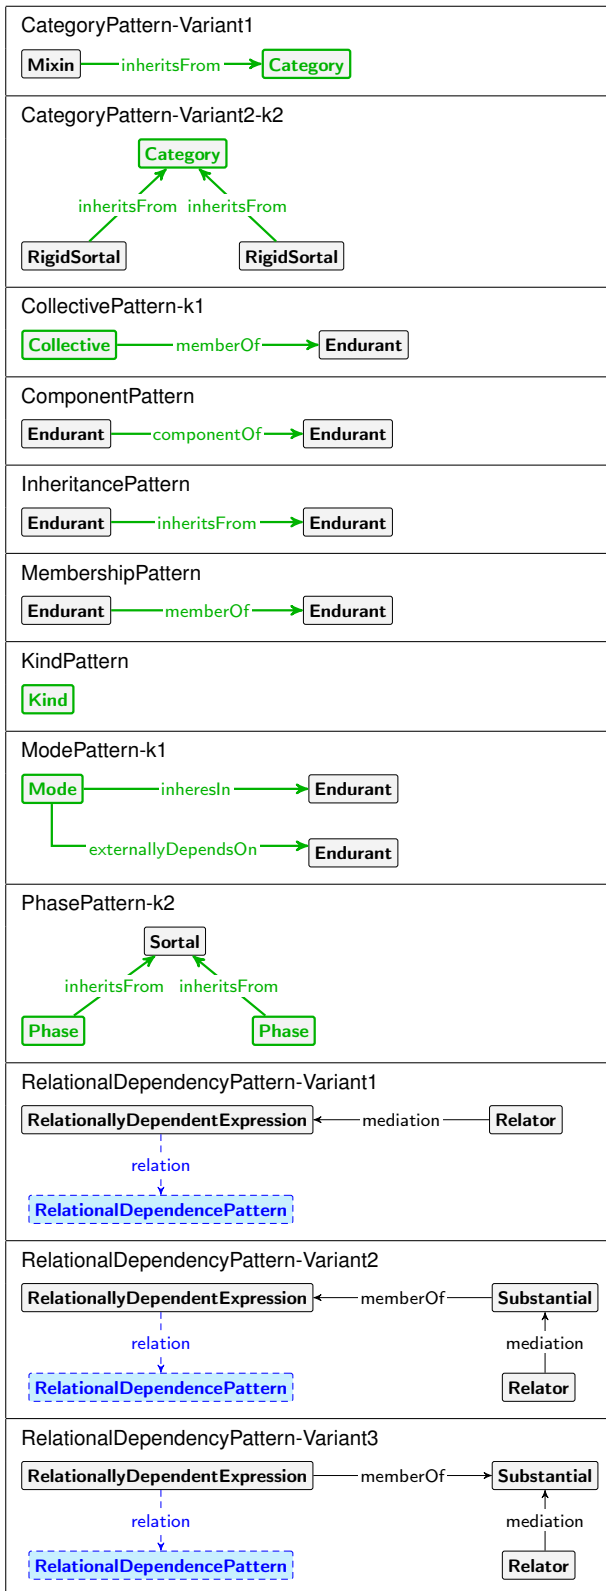 CategoryPattern-Variant1
Mixin inheritsFrom Category
CategoryPattern-Variant2-k2
Category
inheritsFrom inheritsFrom
RigidSortal RigidSortal
CollectivePattern-k1
Collective memberOf Endurant
ComponentPattern
Endurant componentOf Endurant
InheritancePattern
Endurant inheritsFrom Endurant
MembershipPattern
Endurant memberOf Endurant
KindPattern
Kind
ModePattern-k1
Mode inheresIn Endurant
externallyDependsOn Endurant
PhasePattern-k2
Sortal
inheritsFrom inheritsFrom
Phase Phase
RelationalDependencyPattern-Variant1
RelationallyDependentExpression mediation Relator
relation
RelationalDependencePattern
RelationalDependencyPattern-Variant2
RelationallyDependentExpression memberOf Substantial
relation mediation
RelationalDependencePattern Relator
RelationalDependencyPattern-Variant3
RelationallyDependentExpression memberOf Substantial
relation mediation
RelationalDependencePattern Relator